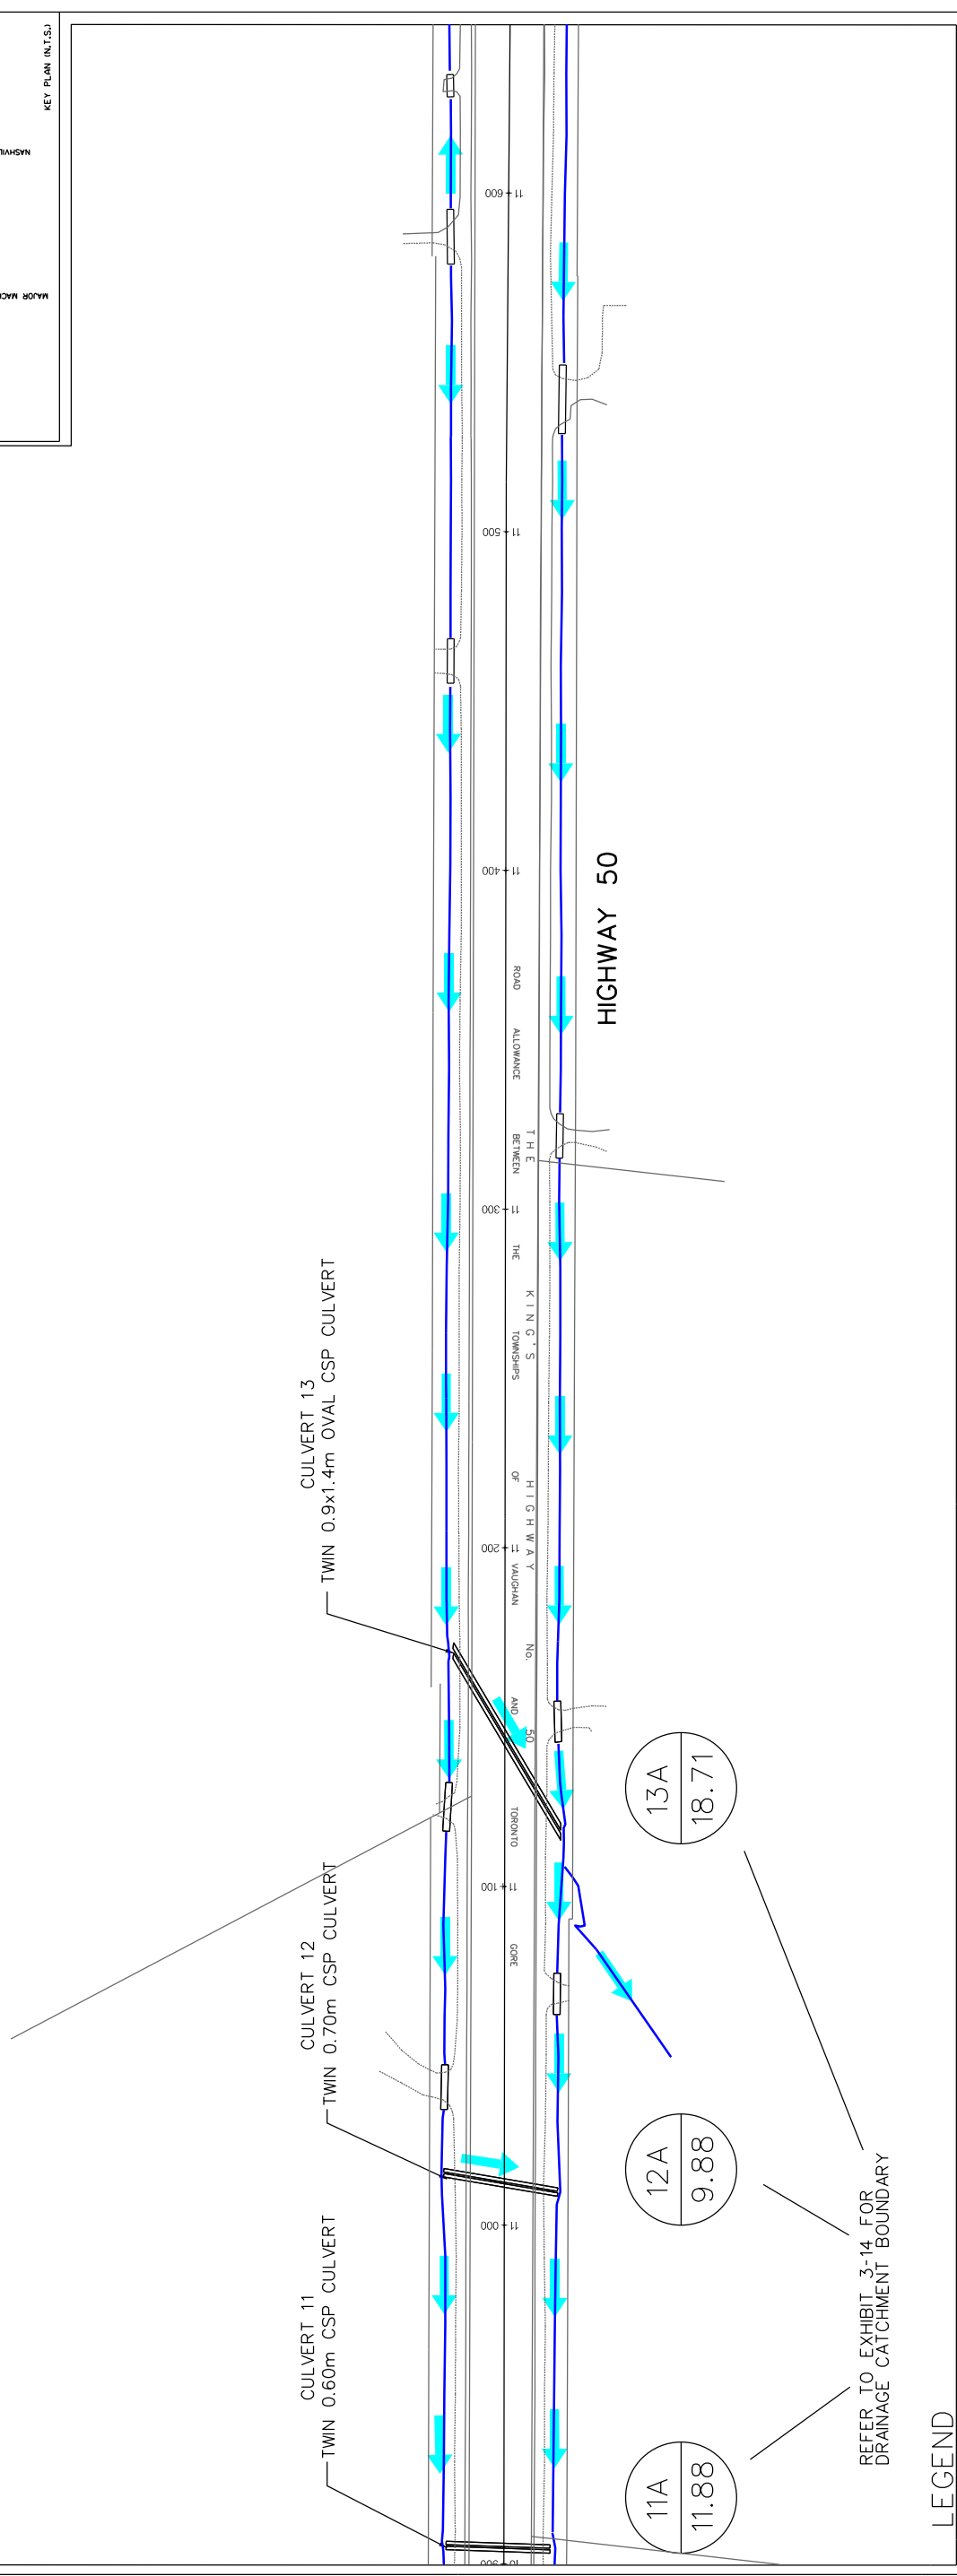 KEY PLAN (N.T.S.)
11 600
11 500
11 400
11 300
11 200
11 100
11 000
HIGHWAY 50
ROAD ALLOWANCE BETWEEN THE TOWNSHIPS OF VAUGHAN AND TORONTO GORE
THE KING'S HIGHWAY No. 50
CULVERT 13
TWIN 0.9x1.4m OVAL CSP CULVERT
CULVERT 12
TWIN 0.70m CSP CULVERT
CULVERT 11
TWIN 0.60m CSP CULVERT
13A
18.71
12A
9.88
11A
11.88
REFER TO EXHIBIT 3-14 FOR
DRAINAGE CATCHMENT BOUNDARY
LEGEND
MAJOR